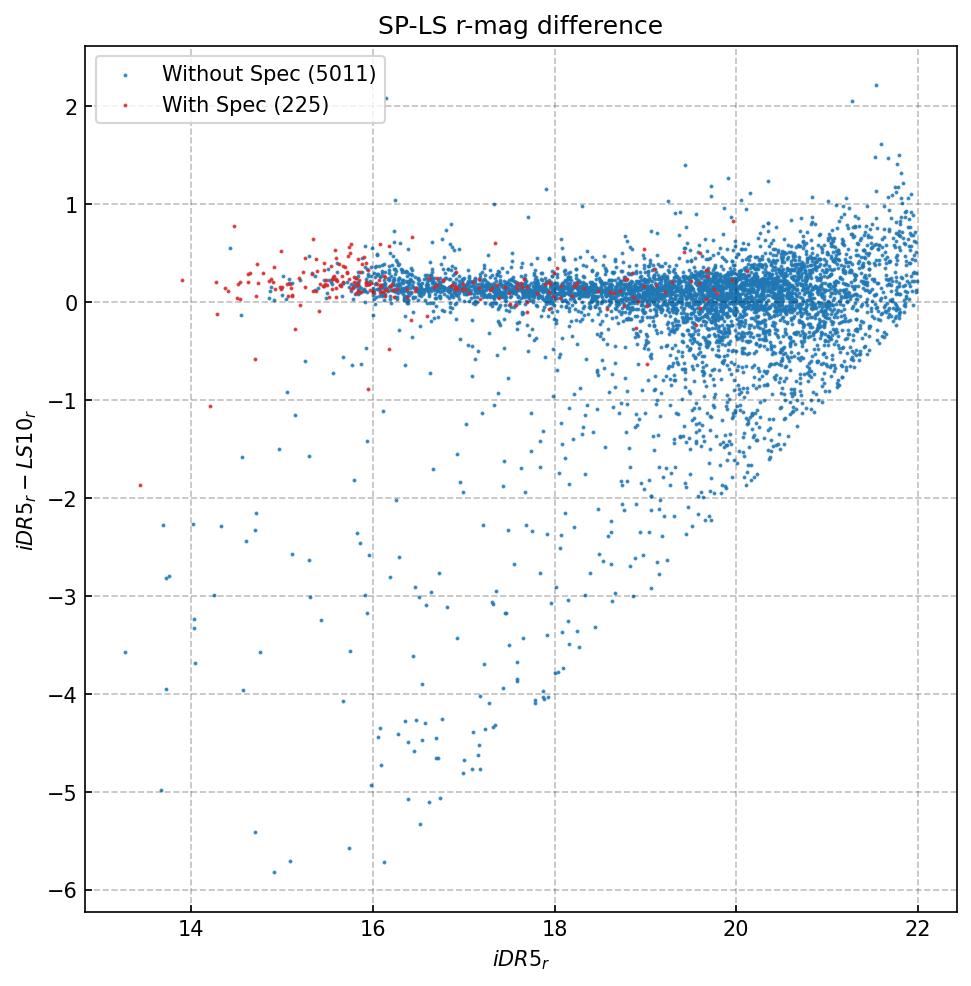 SP-LS r-mag difference
Without Spec (5011)
With Spec (225)
2
1
0
−1
−2
−3
−4
−5
−6
iDR5r − LS10r
14 16 18 20 22
iDR5r